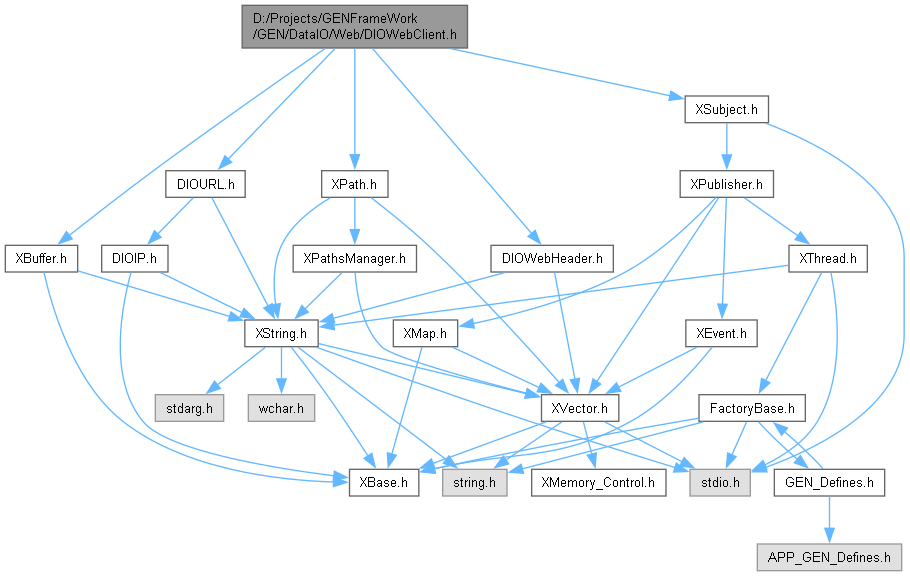 D:/Projects/GENFrameWork
/GEN/DataIO/Web/DIOWebClient.h
XSubject.h
DIOURL.h
XPath.h
XPublisher.h
XBuffer.h
DIOIP.h
XPathsManager.h
DIOWebHeader.h
XThread.h
XString.h
XMap.h
XEvent.h
stdarg.h
wchar.h
XVector.h
FactoryBase.h
XBase.h
string.h
XMemory_Control.h
stdio.h
GEN_Defines.h
APP_GEN_Defines.h